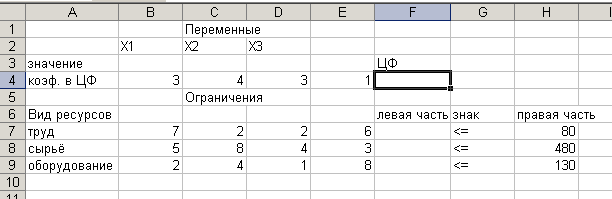 A B C D E F G H
1 Переменные
2 X1 X2 X3
3 значение ЦФ
4 коэф. в ЦФ 3 4 3 1
5 Ограничения
6 Вид ресурсов левая часть знак правая часть
7 труд 7 2 2 6 <= 80
8 сырьё 5 8 4 3 <= 480
9 оборудование 2 4 1 8 <= 130
10
11